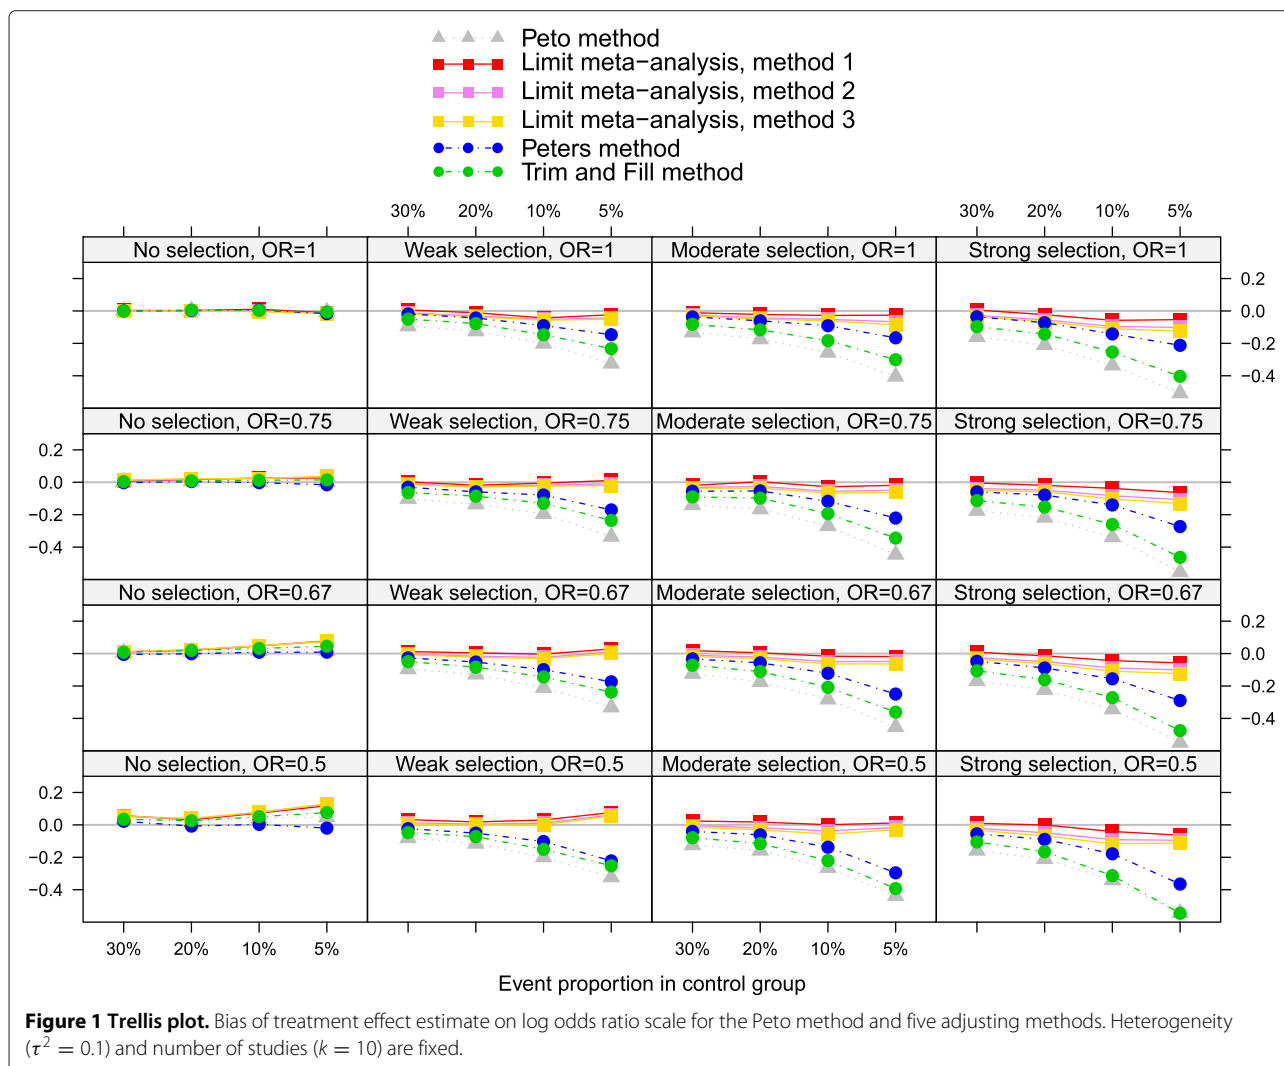 Peto method
Limit meta−analysis, method 1
Limit meta−analysis, method 2
Limit meta−analysis, method 3
Peters method
Trim and Fill method
30% 20% 10% 5% 30% 20% 10% 5%
No selection, OR=1 Weak selection, OR=1 Moderate selection, OR=1 Strong selection, OR=1
0.2
0.0
−0.2
−0.4
No selection, OR=0.75 Weak selection, OR=0.75 Moderate selection, OR=0.75 Strong selection, OR=0.75
0.2
0.0
−0.2
−0.4
No selection, OR=0.67 Weak selection, OR=0.67 Moderate selection, OR=0.67 Strong selection, OR=0.67
0.2
0.0
−0.2
−0.4
No selection, OR=0.5 Weak selection, OR=0.5 Moderate selection, OR=0.5 Strong selection, OR=0.5
0.2
0.0
−0.2
−0.4
30% 20% 10% 5% 30% 20% 10% 5%
Event proportion in control group
Figure 1 Trellis plot. Bias of treatment effect estimate on log odds ratio scale for the Peto method and five adjusting methods. Heterogeneity
(τ² = 0.1) and number of studies (k = 10) are fixed.